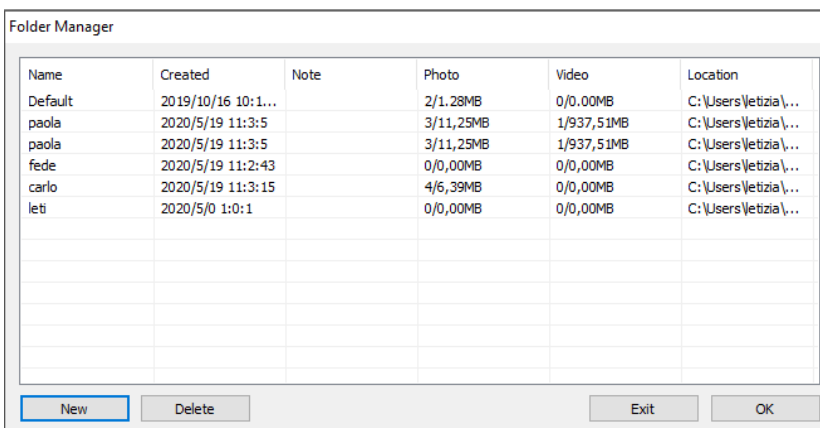 Folder Manager
Name Created Note Photo Video Location
Default 2019/10/16 10:1... 2/1.28MB 0/0.00MB C:\Users\letizia\...
paola 2020/5/19 11:3:5 3/11,25MB 1/937,51MB C:\Users\letizia\...
paola 2020/5/19 11:3:5 3/11,25MB 1/937,51MB C:\Users\letizia\...
fede 2020/5/19 11:2:43 0/0,00MB 0/0,00MB C:\Users\letizia\...
carlo 2020/5/19 11:3:15 4/6,39MB 0/0,00MB C:\Users\letizia\...
leti 2020/5/0 1:0:1 0/0,00MB 0/0,00MB C:\Users\letizia\...
New Delete Exit OK